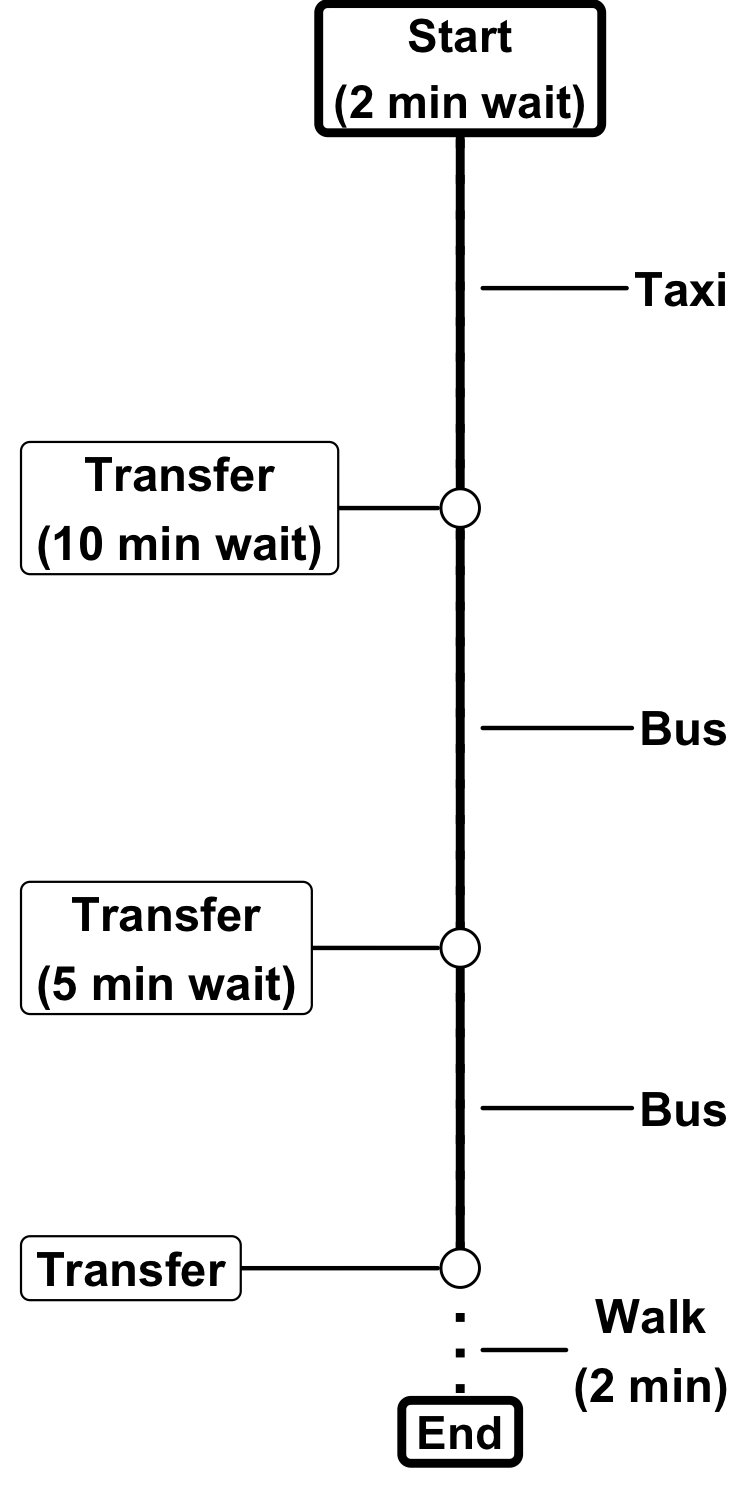 Start
(2 min wait)
Taxi
Transfer
(10 min wait)
Bus
Transfer
(5 min wait)
Bus
Transfer
Walk
(2 min)
End